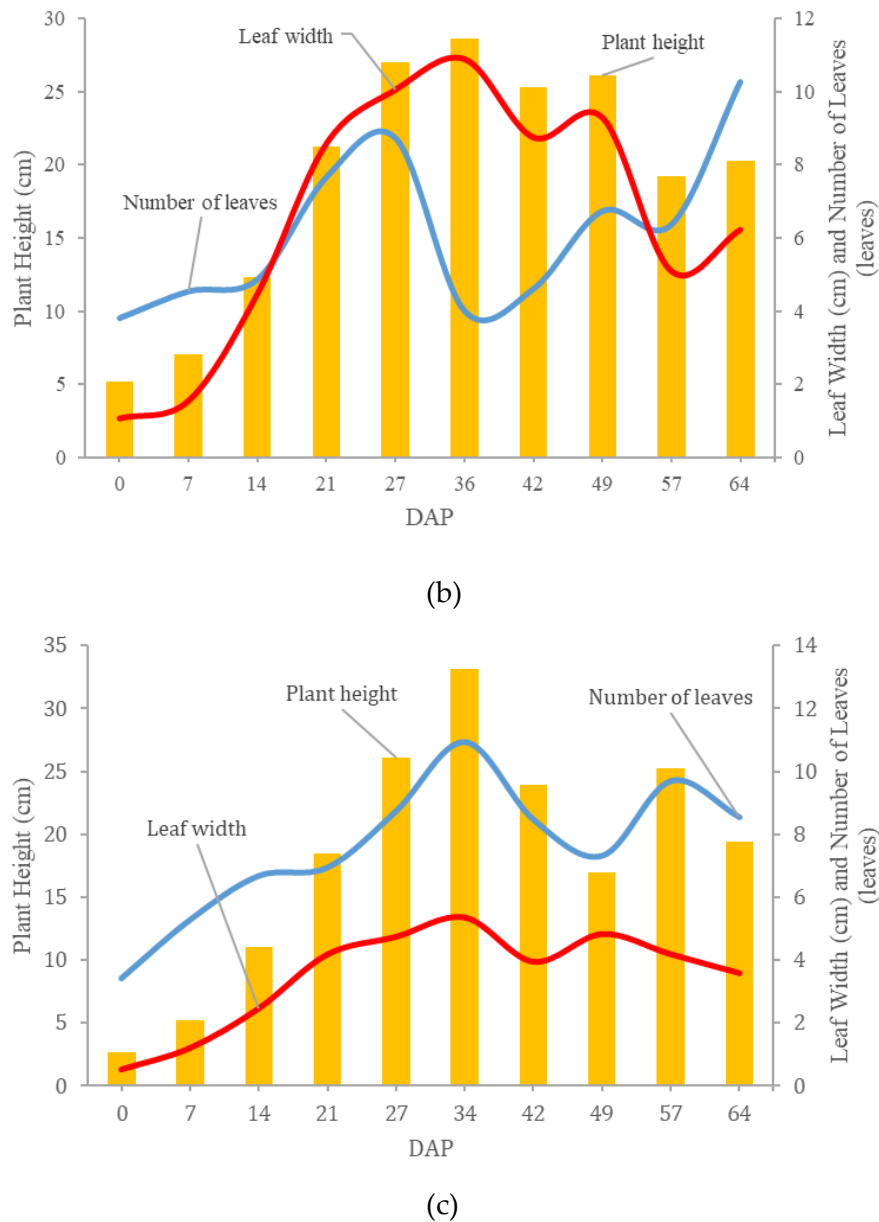 30
25
20
15
10
5
0
Plant Height (cm)
Leaf width
Plant height
Number of leaves
12
10
8
6
4
2
0
Leaf Width (cm) and Number of Leaves
(leaves)
0 7 14 21 27 36 42 49 57 64
DAP
(b)
35
30
25
20
15
10
5
0
Plant Height (cm)
Plant height
Number of leaves
Leaf width
14
12
10
8
6
4
2
0
Leaf Width (cm) and Number of Leaves
(leaves)
0 7 14 21 27 34 42 49 57 64
DAP
(c)